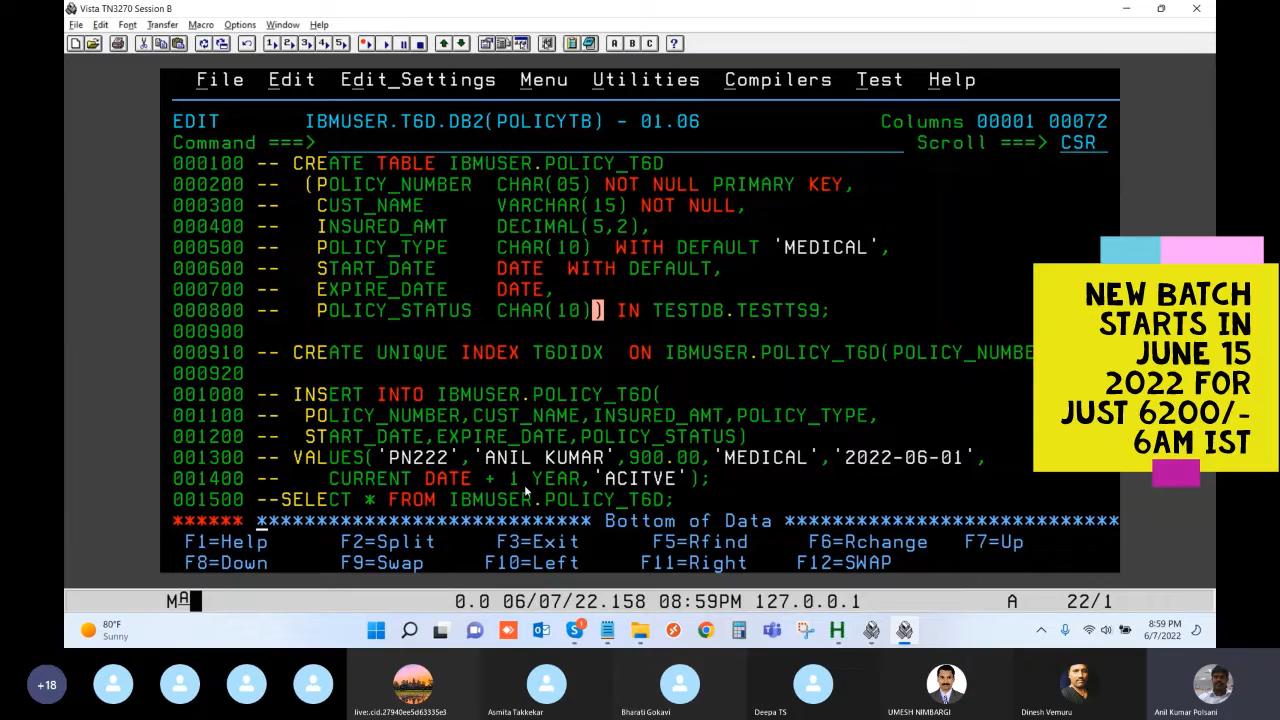 Vista TN3270 Session B
File Edit Font Transfer Macro Options Window Help
A B C
File Edit Edit_Settings Menu Utilities Compilers Test Help
EDIT IBMUSER.T6D.DB2(POLICYTB) - 01.06 Columns 00001 00072
Command ===> Scroll ===> CSR
000100 -- CREATE TABLE IBMUSER.POLICY_T6D
000200 -- (POLICY_NUMBER CHAR(05) NOT NULL PRIMARY KEY,
000300 -- CUST_NAME VARCHAR(15) NOT NULL,
000400 -- INSURED_AMT DECIMAL(5,2),
000500 -- POLICY_TYPE CHAR(10) WITH DEFAULT 'MEDICAL',
000600 -- START_DATE DATE WITH DEFAULT,
000700 -- EXPIRE_DATE DATE,
000800 -- POLICY_STATUS CHAR(10)) IN TESTDB.TESTTS9;
000900
000910 -- CREATE UNIQUE INDEX T6DIDX ON IBMUSER.POLICY_T6D(POLICY_NUMBE
000920
001000 -- INSERT INTO IBMUSER.POLICY_T6D(
001100 -- POLICY_NUMBER,CUST_NAME,INSURED_AMT,POLICY_TYPE,
001200 -- START_DATE,EXPIRE_DATE,POLICY_STATUS)
001300 -- VALUES('PN222','ANIL KUMAR',900.00,'MEDICAL','2022-06-01',
001400 -- CURRENT DATE + 1 YEAR,'ACITVE');
001500 --SELECT * FROM IBMUSER.POLICY_T6D;
****** **************************** Bottom of Data ****************************
F1=Help F2=Split F3=Exit F5=Rfind F6=Rchange F7=Up
F8=Down F9=Swap F10=Left F11=Right F12=SWAP
MA 0.0 06/07/22.158 08:59PM 127.0.0.1 A 22/1
NEW BATCH
STARTS IN
JUNE 15
2022 FOR
JUST 6200/-
6AM IST
80°F
Sunny
1
8:59 PM
6/7/2022
+18
live:.cid.27940ee5d63335e3
Asmita Takkekar
Bharati Gokavi
Deepa TS
UMESH NIMBARGI
Dinesh Vemuru
Anil Kumar Polsani